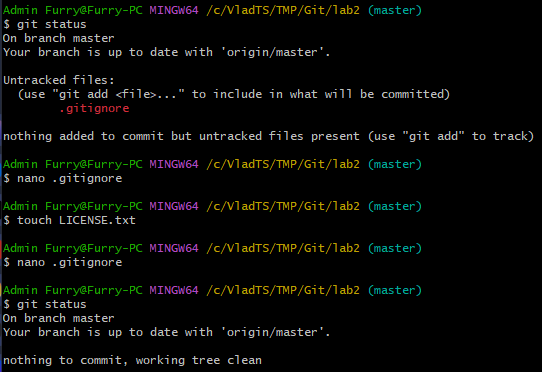 Admin Furry@Furry-PC MINGW64 /c/VladTS/TMP/Git/lab2 (master)
$ git status
On branch master
Your branch is up to date with 'origin/master'.
Untracked files:
(use "git add <file>..." to include in what will be committed)
.gitignore
nothing added to commit but untracked files present (use "git add" to track)
Admin Furry@Furry-PC MINGW64 /c/VladTS/TMP/Git/lab2 (master)
$ nano .gitignore
Admin Furry@Furry-PC MINGW64 /c/VladTS/TMP/Git/lab2 (master)
$ touch LICENSE.txt
Admin Furry@Furry-PC MINGW64 /c/VladTS/TMP/Git/lab2 (master)
$ nano .gitignore
Admin Furry@Furry-PC MINGW64 /c/VladTS/TMP/Git/lab2 (master)
$ git status
On branch master
Your branch is up to date with 'origin/master'.
nothing to commit, working tree clean